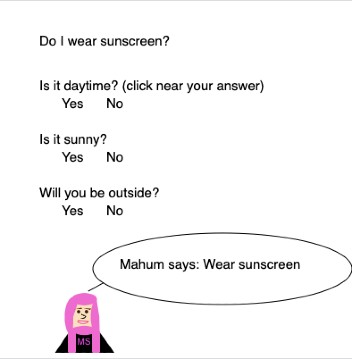 Do I wear sunscreen?
Is it daytime? (click near your answer)
Yes No
Is it sunny?
Yes No
Will you be outside?
Yes No
Mahum says: Wear sunscreen
MS